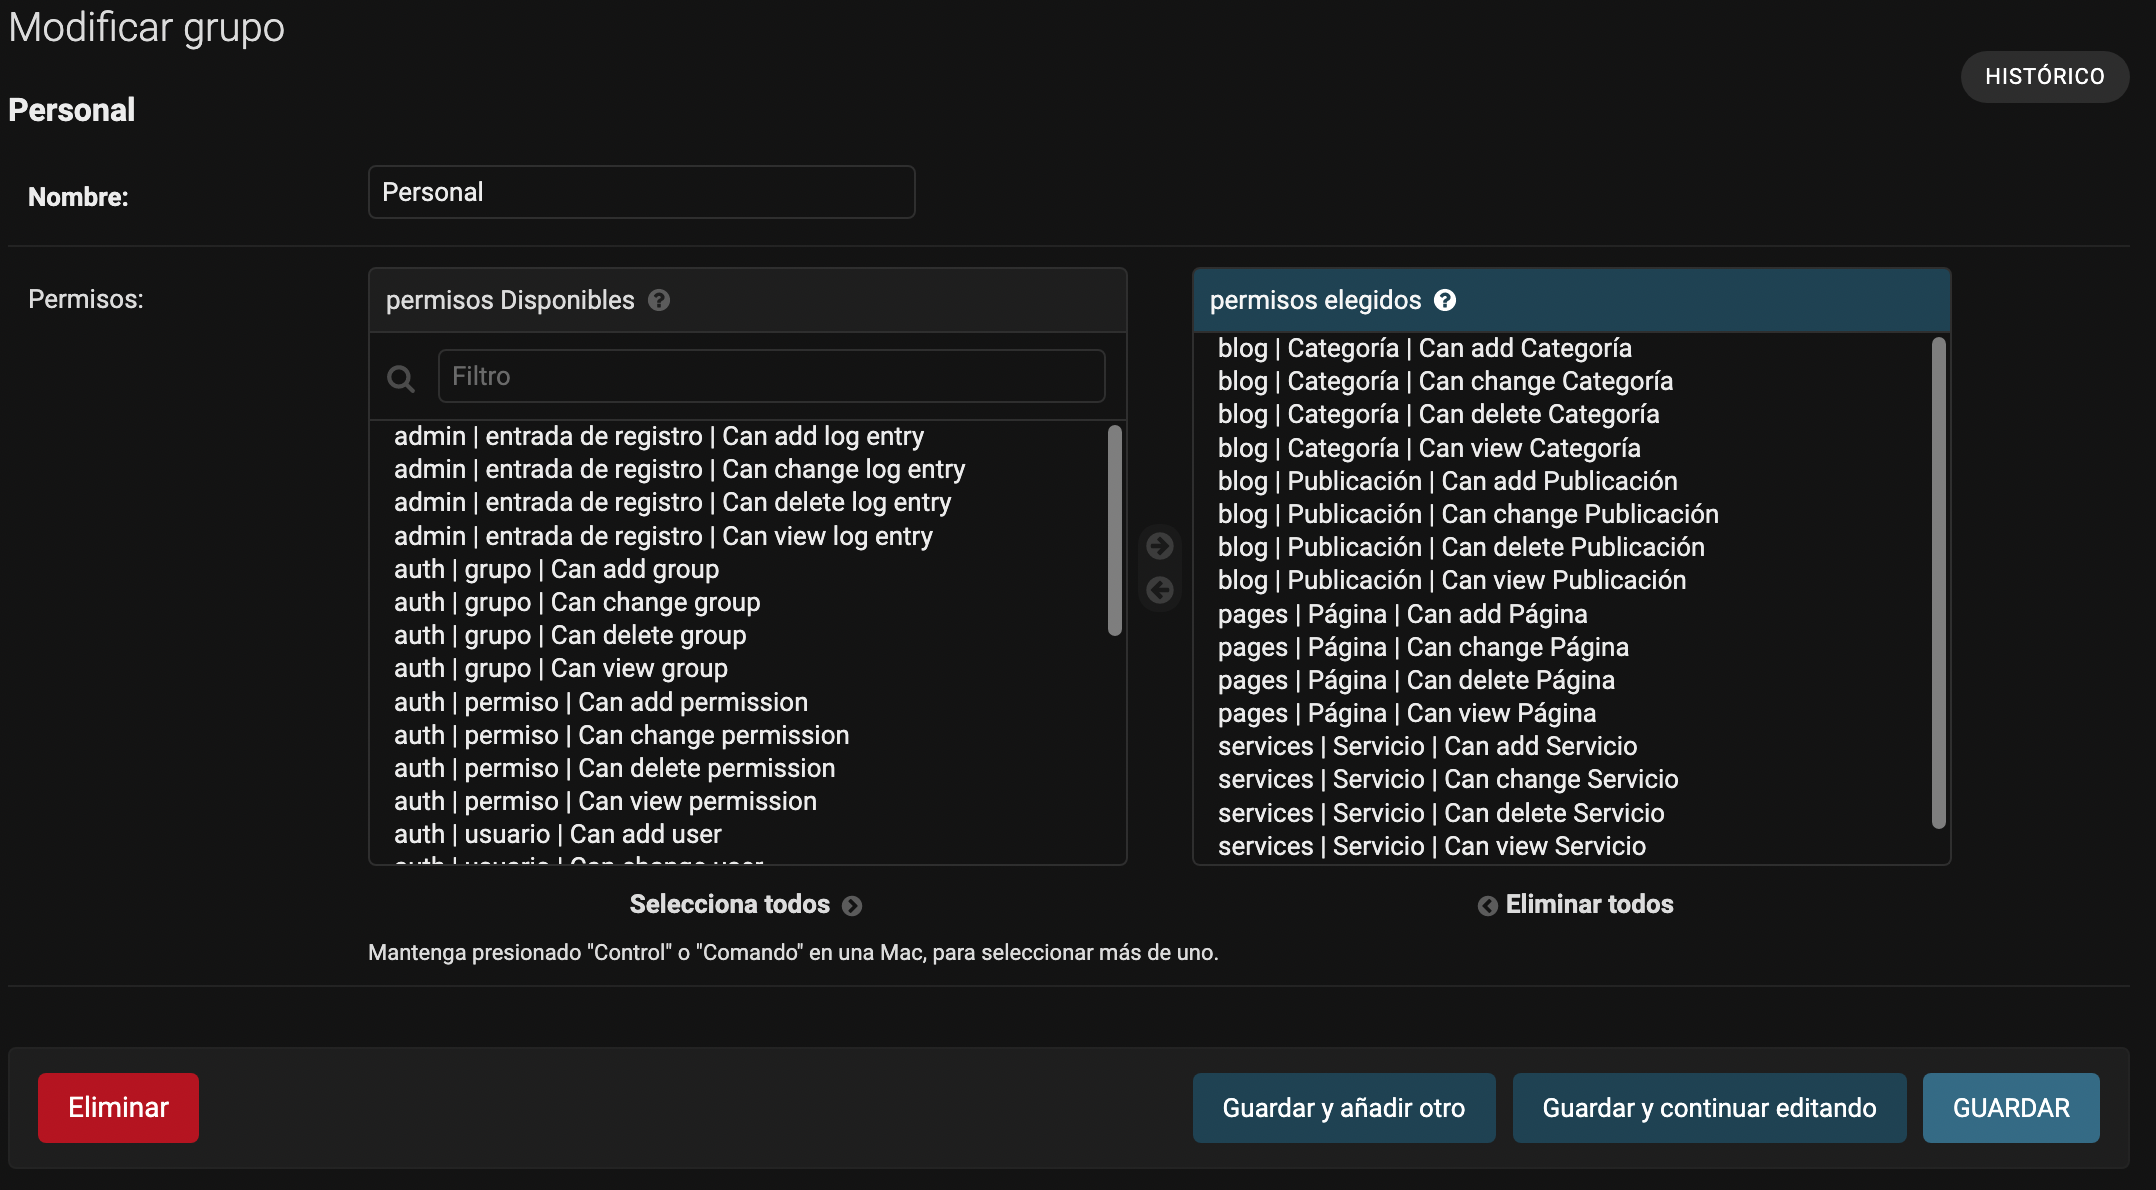 Modificar grupo
HISTÓRICO
Personal
Nombre:
Personal
Permisos:
permisos Disponibles
Filtro
admin | entrada de registro | Can add log entry
admin | entrada de registro | Can change log entry
admin | entrada de registro | Can delete log entry
admin | entrada de registro | Can view log entry
auth | grupo | Can add group
auth | grupo | Can change group
auth | grupo | Can delete group
auth | grupo | Can view group
auth | permiso | Can add permission
auth | permiso | Can change permission
auth | permiso | Can delete permission
auth | permiso | Can view permission
auth | usuario | Can add user
auth | usuario | Can change user
Selecciona todos
permisos elegidos
blog | Categoría | Can add Categoría
blog | Categoría | Can change Categoría
blog | Categoría | Can delete Categoría
blog | Categoría | Can view Categoría
blog | Publicación | Can add Publicación
blog | Publicación | Can change Publicación
blog | Publicación | Can delete Publicación
blog | Publicación | Can view Publicación
pages | Página | Can add Página
pages | Página | Can change Página
pages | Página | Can delete Página
pages | Página | Can view Página
services | Servicio | Can add Servicio
services | Servicio | Can change Servicio
services | Servicio | Can delete Servicio
services | Servicio | Can view Servicio
Eliminar todos
Mantenga presionado "Control" o "Comando" en una Mac, para seleccionar más de uno.
Eliminar
Guardar y añadir otro
Guardar y continuar editando
GUARDAR